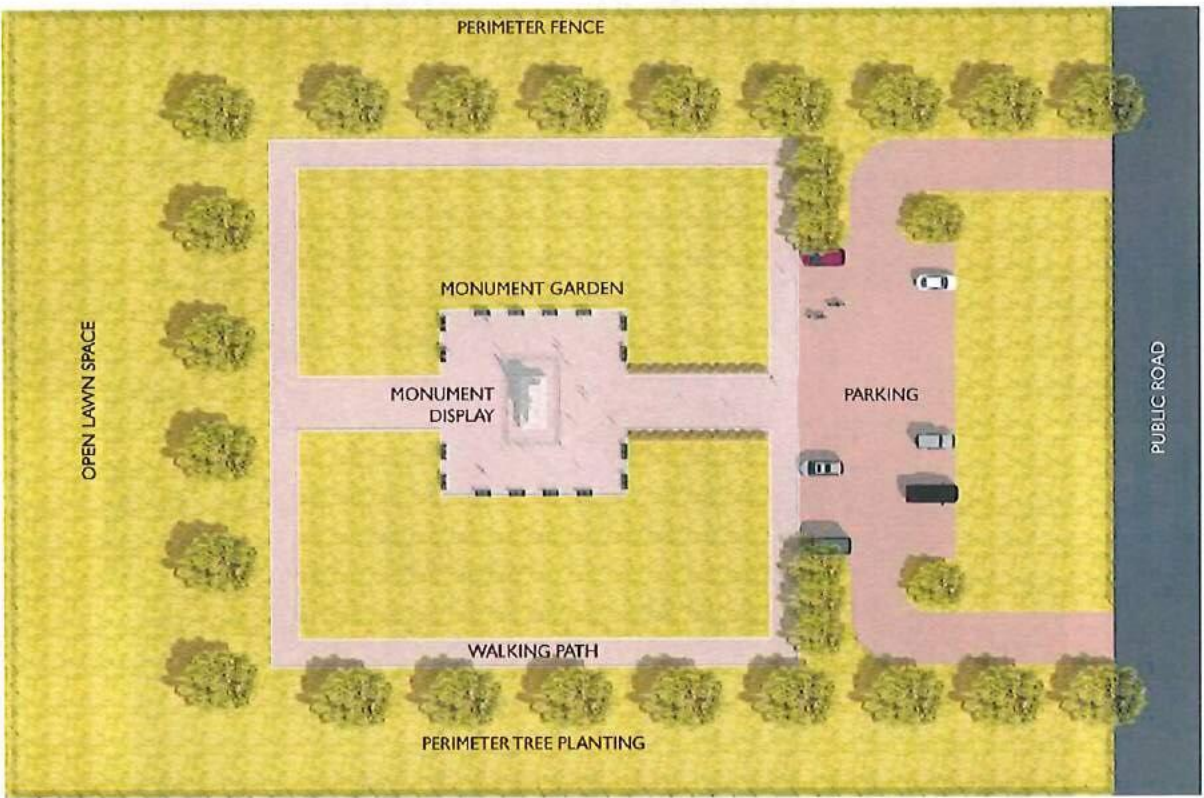 PERIMETER FENCE
MONUMENT GARDEN
OPEN LAWN SPACE
MONUMENT
DISPLAY
PARKING
PUBLIC ROAD
WALKING PATH
PERIMETER TREE PLANTING